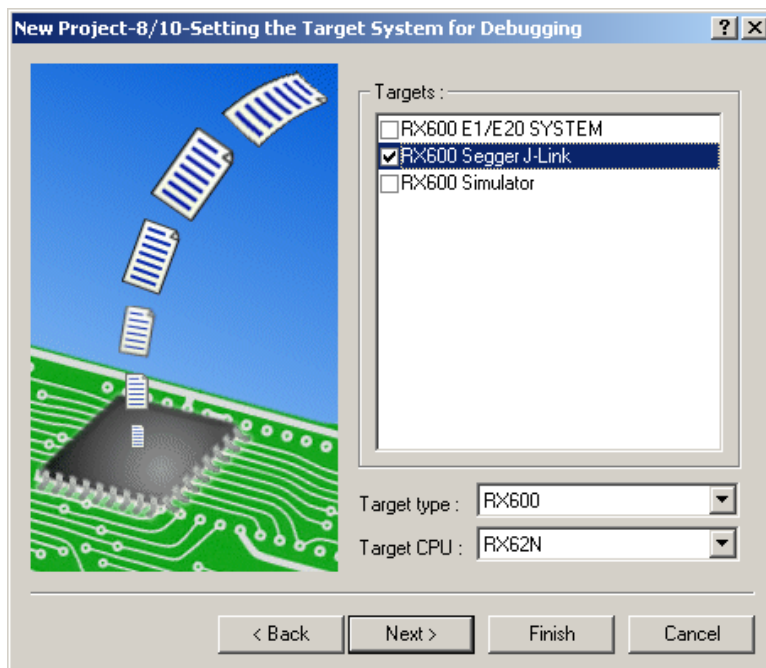 New Project-8/10-Setting the Target System for Debugging
Targets :
RX600 E1/E20 SYSTEM
RX600 Segger J-Link
RX600 Simulator
Target type : RX600
Target CPU : RX62N
< Back Next > Finish Cancel